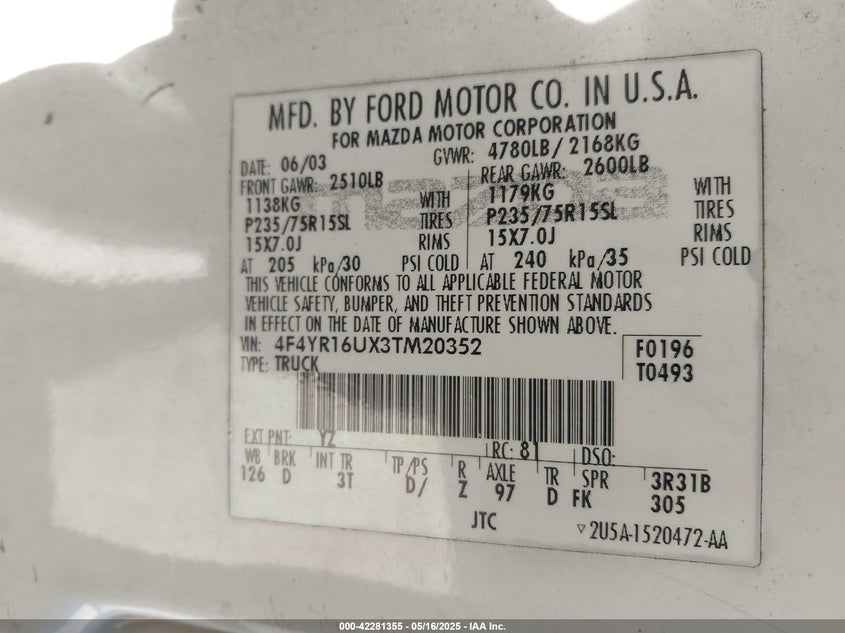 MFD. BY FORD MOTOR CO. IN U.S.A.
FOR MAZDA MOTOR CORPORATION
DATE: 06/03 GVWR: 4780LB/ 2168KG
FRONT GAWR: 2510LB REAR GAWR: 2600LB
1138KG WITH 1179KG WITH
P235/75R15SL TIRES P235/75R15SL TIRES
15X7.0J RIMS 15X7.0J RIMS
AT 205 kPa/30 PSI COLD AT 240 kPa/35 PSI COLD
THIS VEHICLE CONFORMS TO ALL APPLICABLE FEDERAL MOTOR
VEHICLE SAFETY, BUMPER, AND THEFT PREVENTION STANDARDS
IN EFFECT ON THE DATE OF MANUFACTURE SHOWN ABOVE.
VIN: 4F4YR16UX3TM20352 F0196
TYPE: TRUCK T0493
EXT PNT: YZ RC: 81 DSO:
WB BRK INT TR TP/PS R AXLE TR SPR 3R31B
126 D 3T D/ Z 97 D FK 305
JTC
2U5A-1520472-AA
mazda
000-42281355 - 05/16/2025 - IAA Inc.